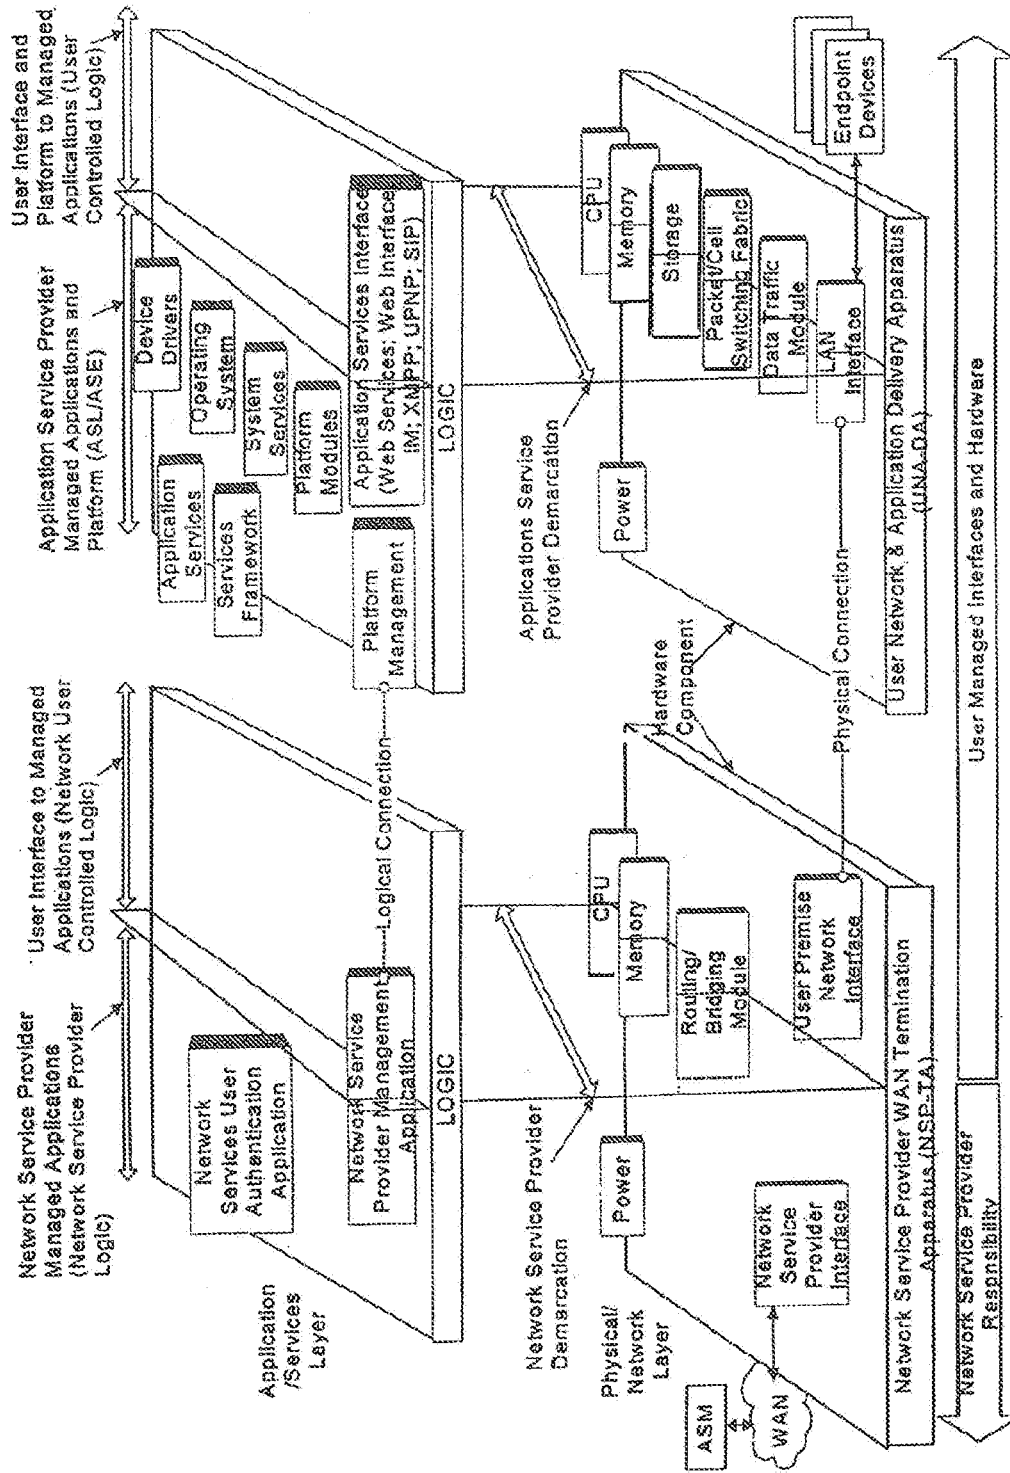 Network Service Provider
Managed Applications
(Network Service Provider
Logic)
User Interface to Managed
Applications (Network User
Controlled Logic)
Application Service Provider
Managed Applications and
Platform (ASL/ASE)
User Interface and
Platform to Managed
Applications (User
Controlled Logic)
Application
/Services
Layer
Network
Services User
Authentication
Application
Network Service
Provider Management
Application
LOGIC
Logical Connection
Application
Services
Services
Framework
Device
Drivers
Operating
System
System
Services
Platform
Modules
Platform
Management
Application Services Interface
(Web Services; Web Interface
IM; XMPP; UPNP; SIP)
LOGIC
Network Service Provider
Demarcation
Applications Service
Provider Demarcation
Physical/
Network
Layer
Power
CPU
Memory
Routing/
Bridging
Module
User Premise
Network
Interface
Network
Service
Provider
Interface
ASM
WAN
Network Service Provider WAN Termination
Apparatus (NSP-TA)
Hardware
Component
Physical Connection
Power
CPU
Memory
Storage
Packet/Cell
Switching Fabric
Data Traffic
Module
LAN
Interface
Endpoint
Devices
User Network & Application Delivery Apparatus
(UNA-DA)
Network Service Provider
Responsibility
User Managed Interfaces and Hardware